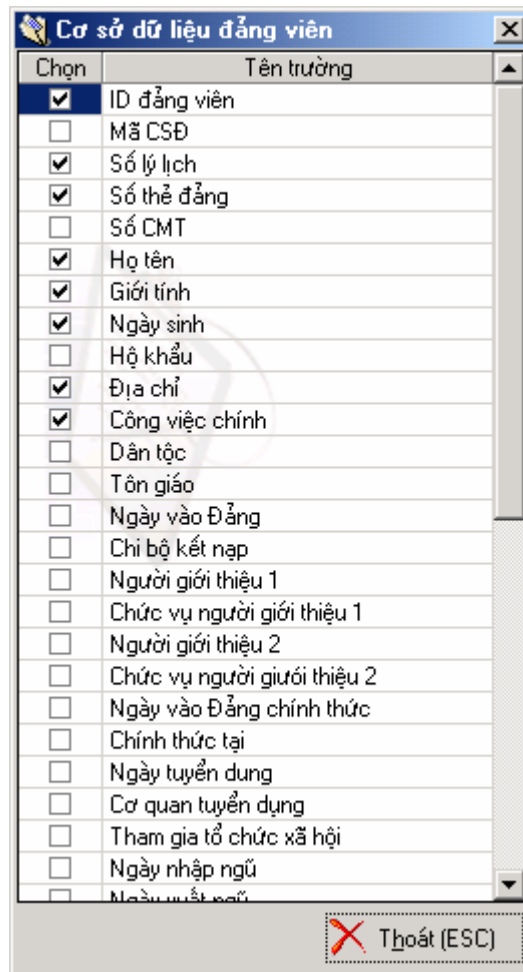 Cơ sở dữ liệu đảng viên
Chọn Tên trường
ID đảng viên
Mã CSĐ
Số lý lịch
Số thẻ đảng
Số CMT
Họ tên
Giới tính
Ngày sinh
Hộ khẩu
Địa chỉ
Công việc chính
Dân tộc
Tôn giáo
Ngày vào Đảng
Chi bộ kết nạp
Người giới thiệu 1
Chức vụ người giới thiệu 1
Người giới thiệu 2
Chức vụ người giưói thiệu 2
Ngày vào Đảng chính thức
Chính thức tại
Ngày tuyển dung
Cơ quan tuyển dụng
Tham gia tổ chức xã hội
Ngày nhập ngũ
Ngày xuất ngũ
Thoát (ESC)